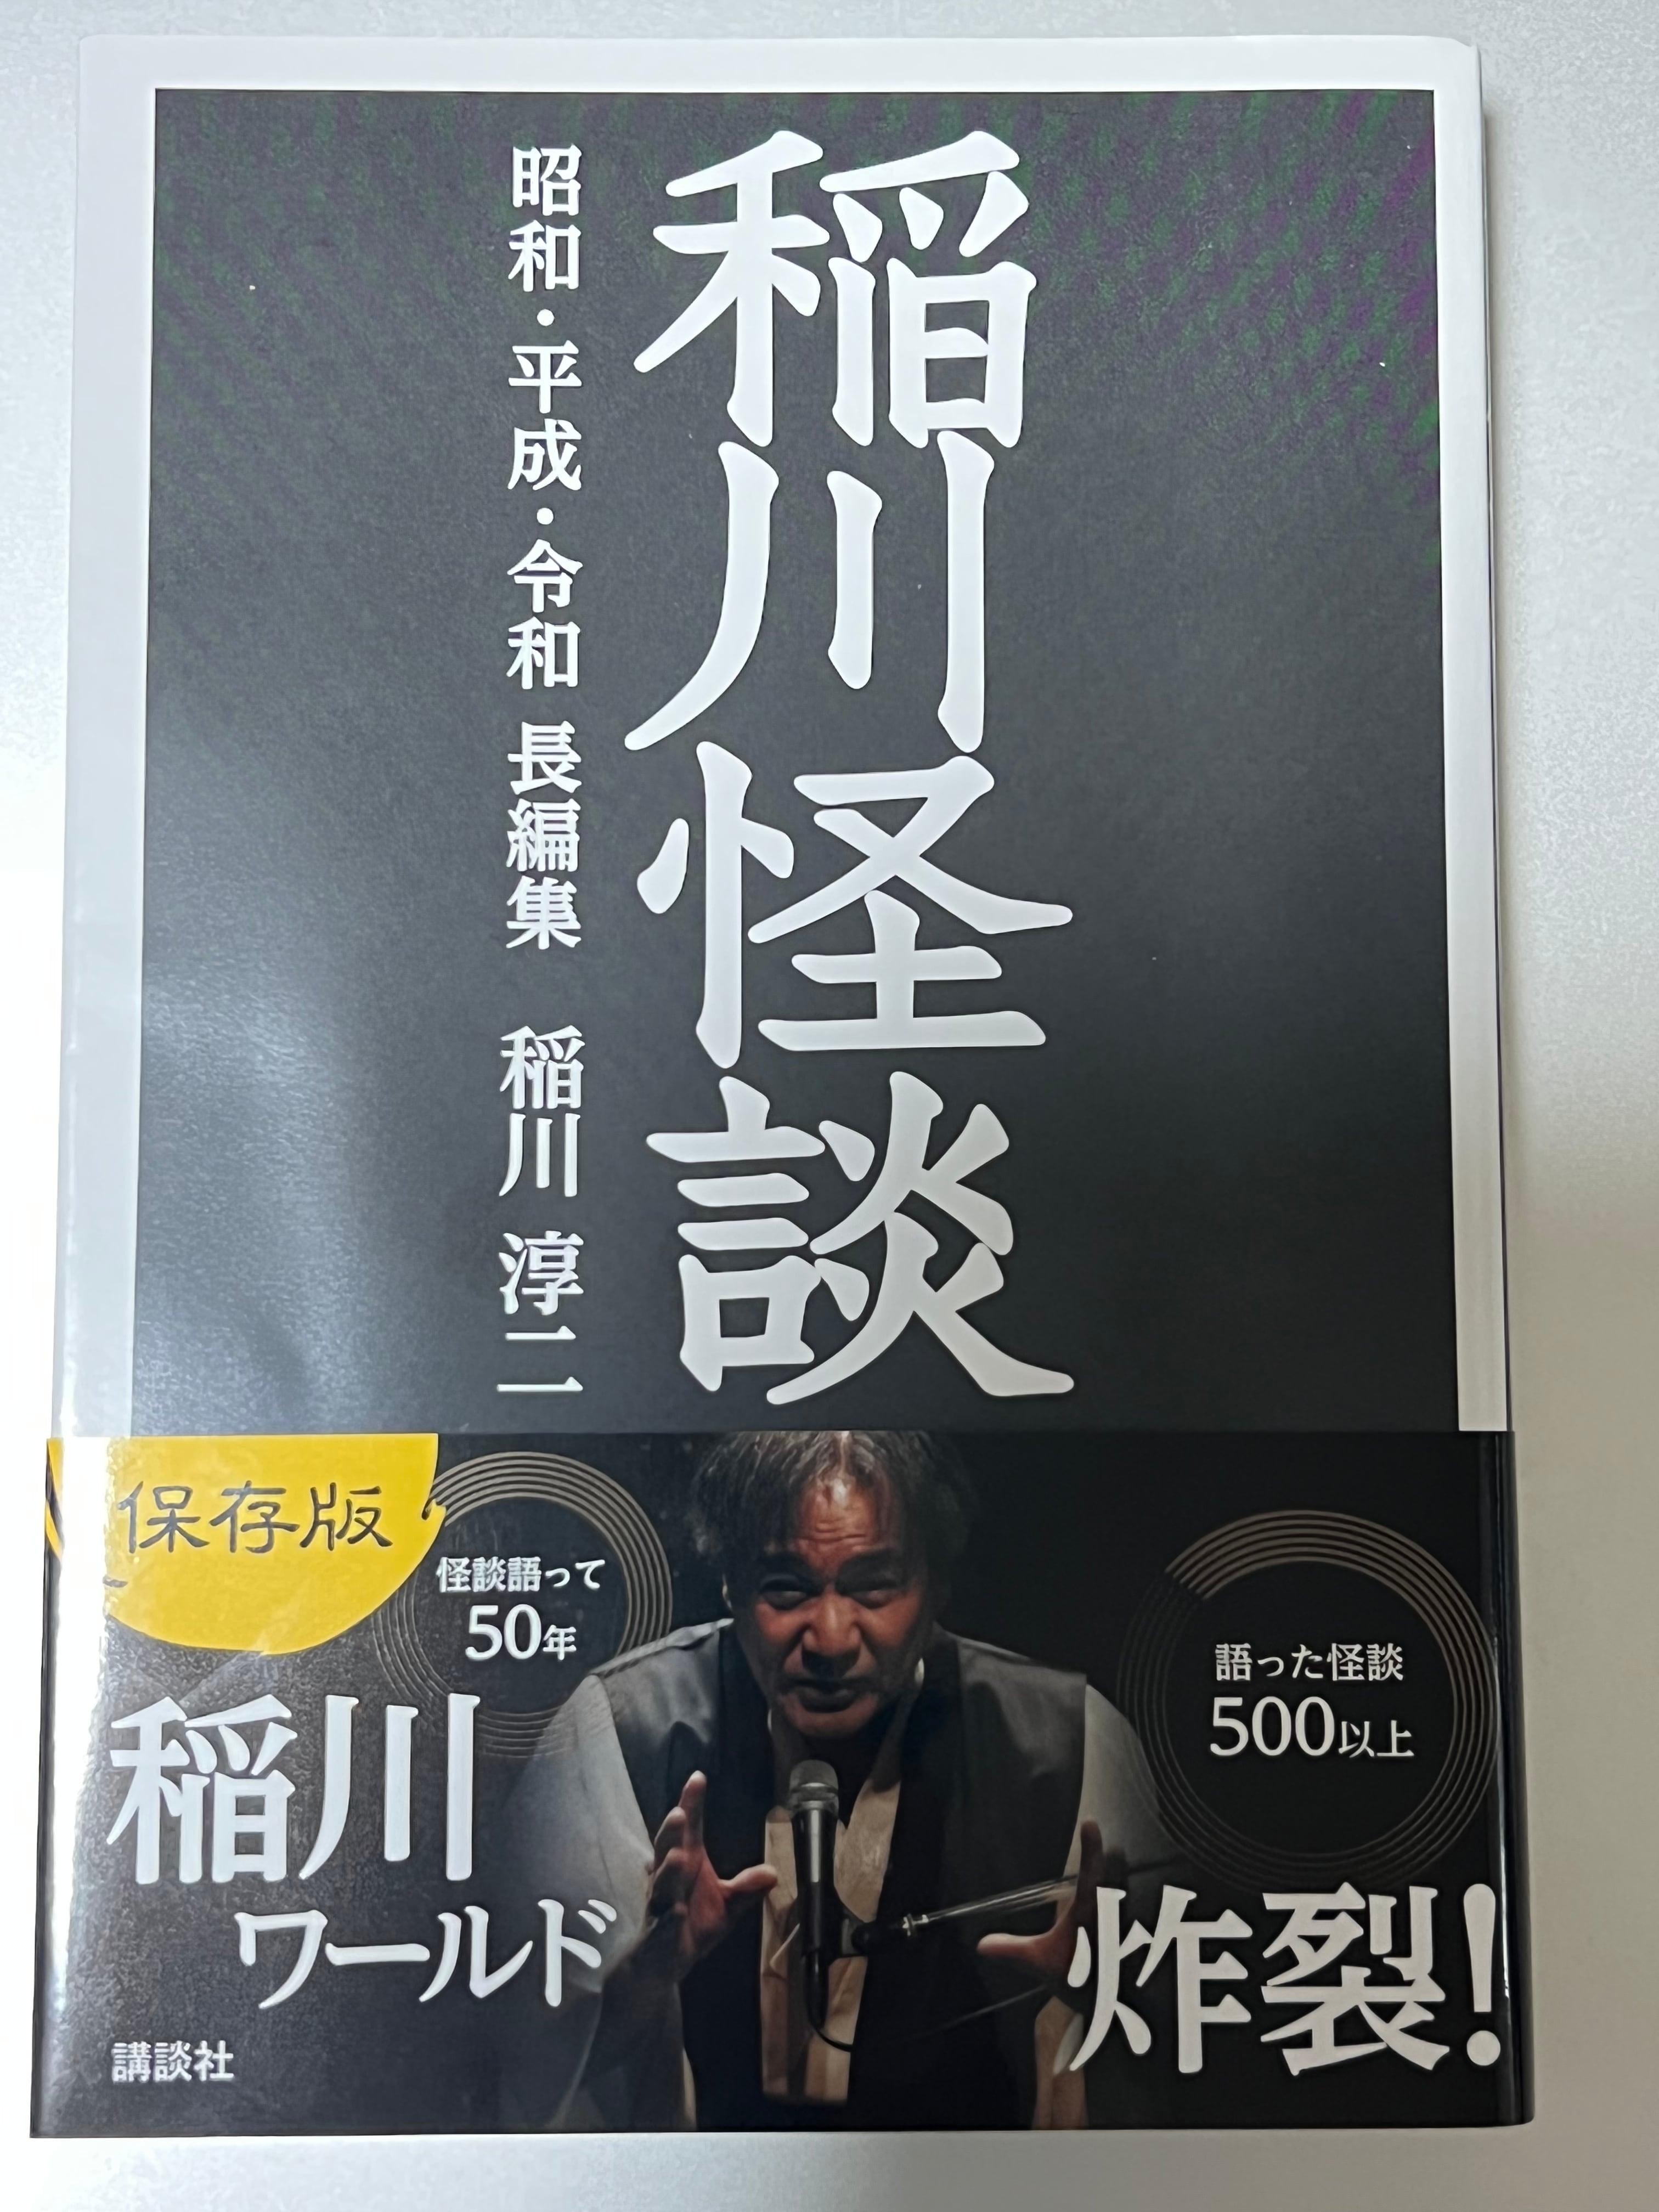 稲川怪談
昭和・平成・令和 長編集 稲川 淳二
保存版
怪談語って
50年
語った怪談
500以上
稲川
ワールド
炸裂!
講談社